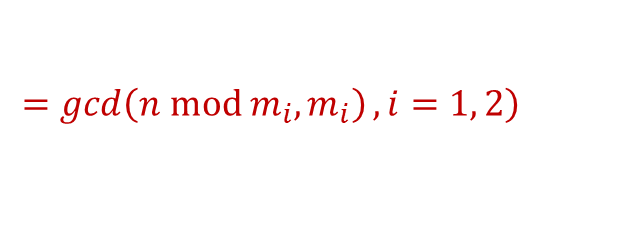 = gcd(n mod mᵢ, mᵢ) , i = 1, 2)